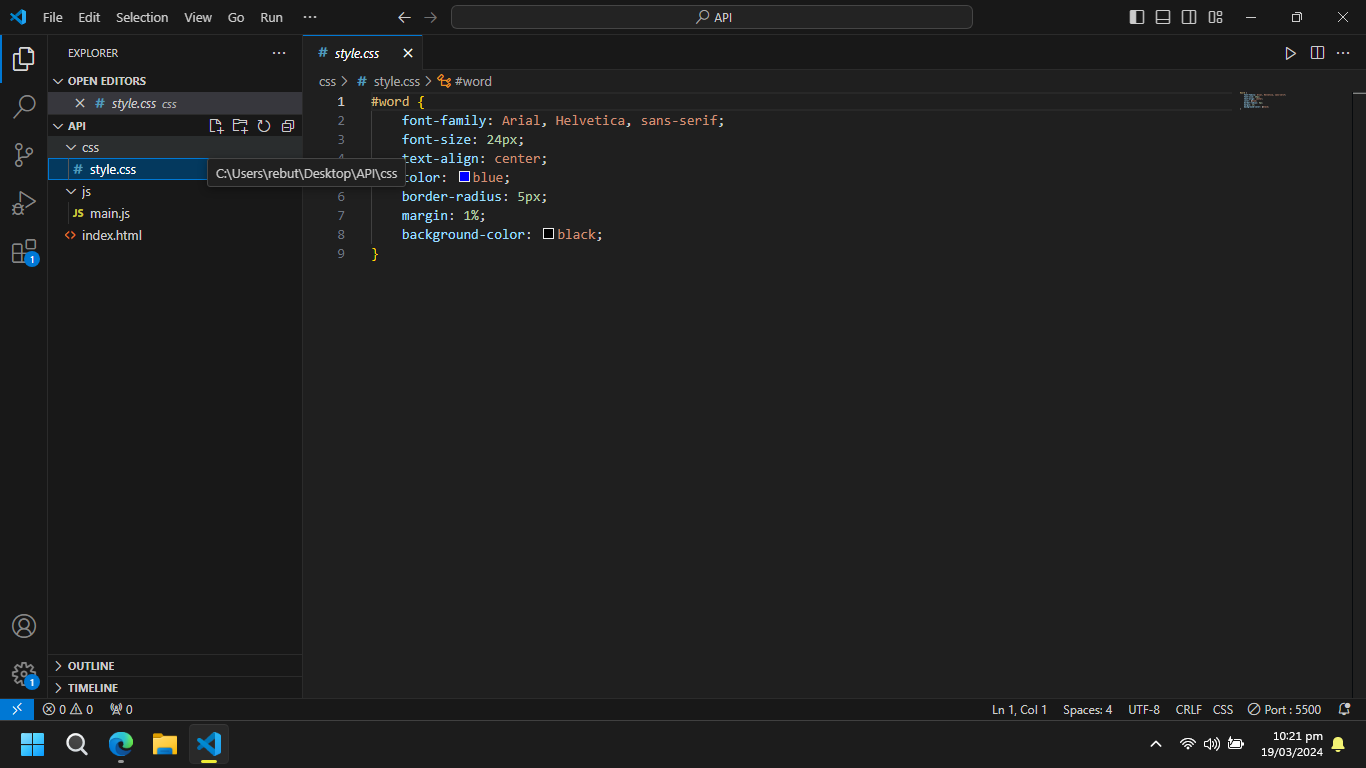 File Edit Selection View Go Run ···
API
EXPLORER
OPEN EDITORS
# style.css css
API
css
# style.css
C:\Users\rebut\Desktop\API\css
js
JS main.js
<> index.html
1
OUTLINE
TIMELINE
1
# style.css
css > # style.css > #word
1 #word {
2 font-family: Arial, Helvetica, sans-serif;
3 font-size: 24px;
4 text-align: center;
color: blue;
6 border-radius: 5px;
7 margin: 1%;
8 background-color: black;
9 }
0 0 0
Ln 1, Col 1 Spaces: 4 UTF-8 CRLF CSS Port : 5500
10:21 pm
19/03/2024